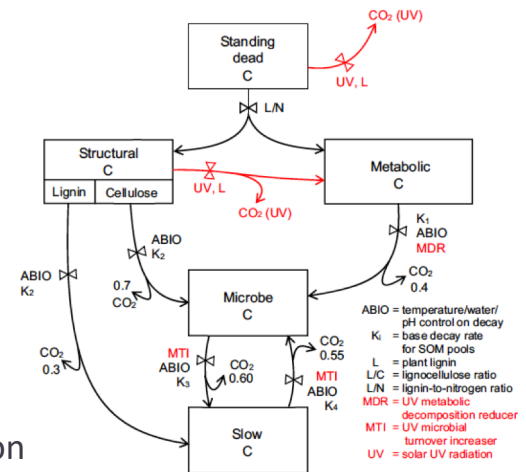 CO₂ (UV)
Standing
dead
C
UV, L
L/N
Structural
C
Lignin
Cellulose
UV, L
CO₂ (UV)
Metabolic
C
K₁
ABIO
MDR
CO₂
0.4
ABIO
K₂
0.7
CO₂
ABIO
K₂
CO₂
0.3
Microbe
C
MTI
ABIO
K₃
CO₂
0.60
CO₂
0.55
MTI
ABIO
K₄
Slow
C
ABIO = temperature/water/
pH control on decay
Kᵢ = base decay rate
for SOM pools
L = plant lignin
L/C = lignocellulose ratio
L/N = lignin-to-nitrogen ratio
MDR = UV metabolic
decomposition reducer
MTI = UV microbial
turnover increaser
UV = solar UV radiation
on